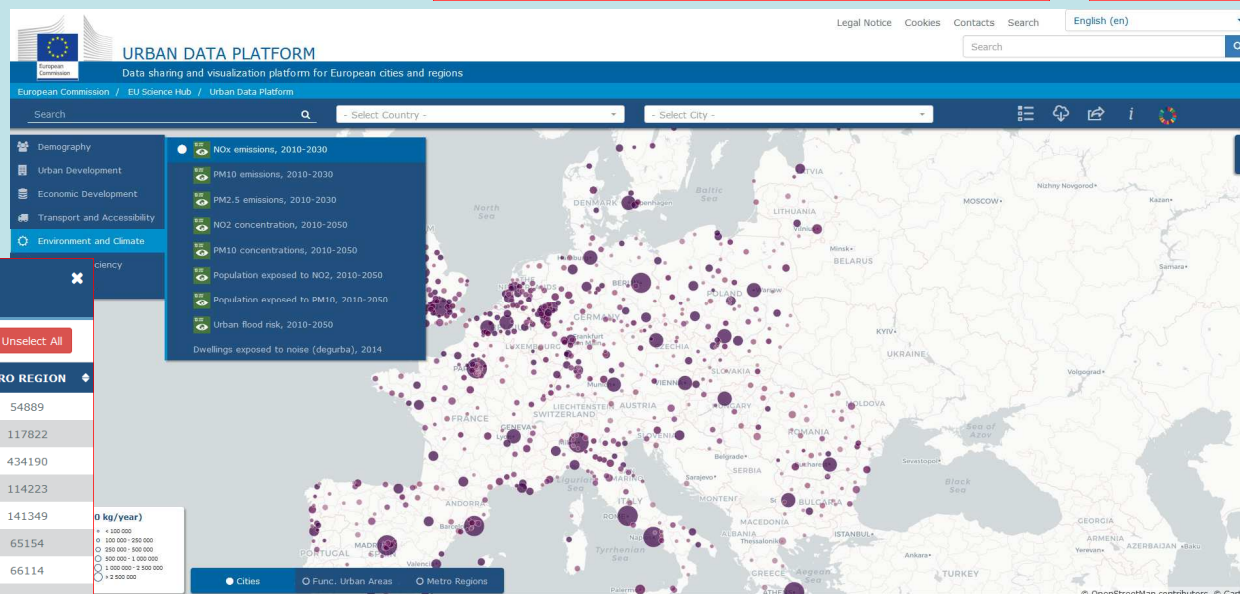 Legal Notice Cookies Contacts Search English (en)
European
Commission
URBAN DATA PLATFORM
Search
Data sharing and visualization platform for European cities and regions
European Commission / EU Science Hub / Urban Data Platform
Search
- Select Country -
- Select City -
Demography
Urban Development
Economic Development
Transport and Accessibility
Environment and Climate
ciency
NOx emissions, 2010-2030
PM10 emissions, 2010-2030
PM2.5 emissions, 2010-2030
NO2 concentration, 2010-2050
PM10 concentrations, 2010-2050
Population exposed to NO2, 2010-2050
Population exposed to PM10, 2010-2050
Urban flood risk, 2010-2050
Dwellings exposed to noise (degurba), 2014
Unselect All
RO REGION
54889
117822
434190
114223
141349
65154
66114
0 kg/year)
< 100 000
100 000 - 250 000
250 000 - 500 000
500 000 - 1 000 000
1 000 000 - 2 500 000
> 2 500 000
Cities
Func. Urban Areas
Metro Regions
North
Sea
Baltic
Sea
DENMARK
LITHUANIA
Nizhny Novgorod
MOSCOW
Kazan
Minsk
BELARUS
Samara
POLAND
GERMANY
KYIV
UKRAINE
LUXEMBOURG
SLOVAKIA
Volgograd
LIECHTENSTEIN
AUSTRIA
SWITZERLAND
FRANCE
GENEVA
MOLDOVA
ROMANIA
Sea of
Azov
Belgrade
SERBIA
Sevastopol
Sarajevo
Black
Sea
ANDORRA
ITALY
BULGARIA
MACEDONIA
ALBANIA
Thessaloniki
ISTANBUL
GEORGIA
ARMENIA
Yerevan
AZERBAIJAN
Baku
PORTUGAL
Tyrrhenian
Sea
Ankara
TURKEY
GREECE
Aegean
Sea
Palermo
© OpenStreetMap contributors, ©